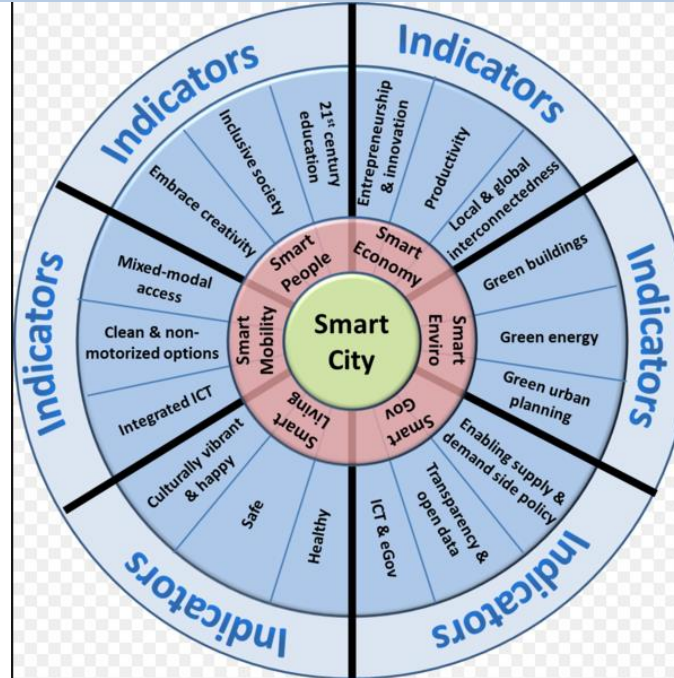 Indicators
Indicators
Indicators
Indicators
Indicators
Indicators
Smart
City
Smart
Economy
Entrepreneurship
& innovation
Productivity
Local & global
interconnectedness
Smart
Enviro
Green buildings
Green energy
Green urban
planning
Smart
Gov
Enabling supply &
demand side policy
Transparency &
open data
ICT & eGov
Smart
Living
Healthy
Safe
Culturally vibrant
& happy
Smart
Mobility
Integrated ICT
Clean & non-
motorized options
Mixed-modal
access
Smart
People
Embrace creativity
Inclusive society
21st century
education